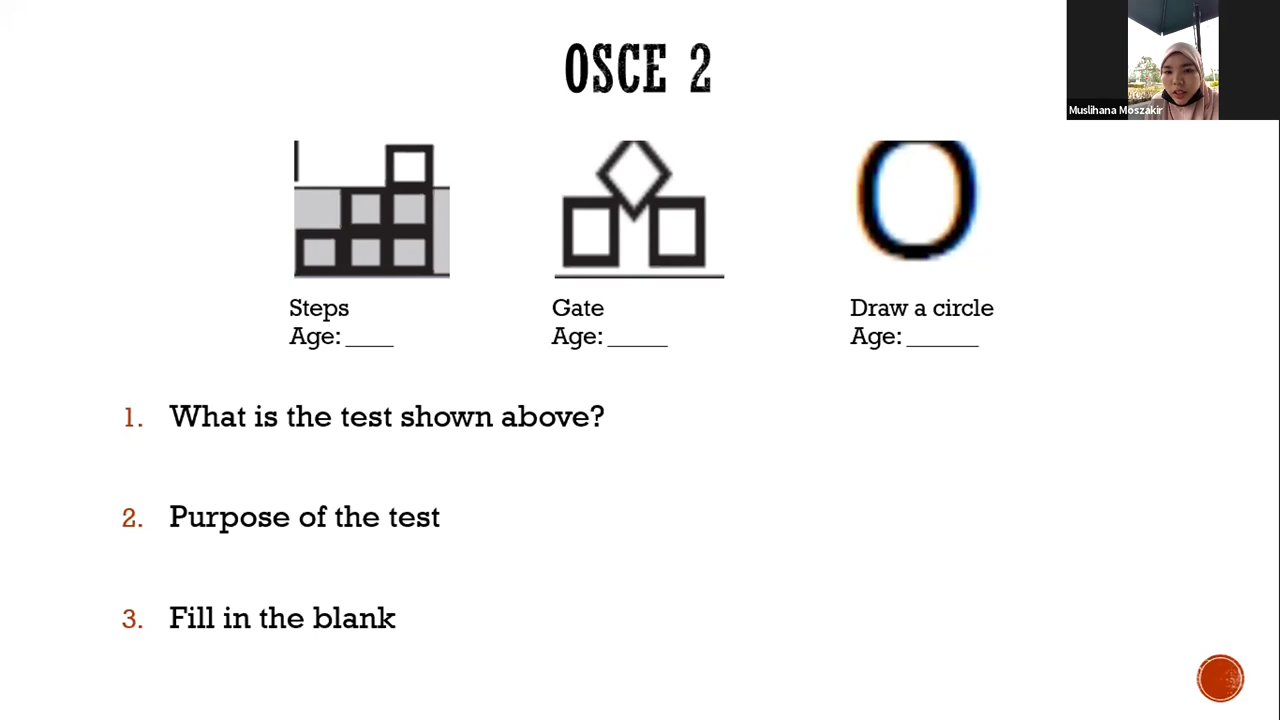 OSCE 2
Muslihana Moszakir
Steps
Age: ____
Gate
Age: _____
Draw a circle
Age: ______
1. What is the test shown above?
2. Purpose of the test
3. Fill in the blank